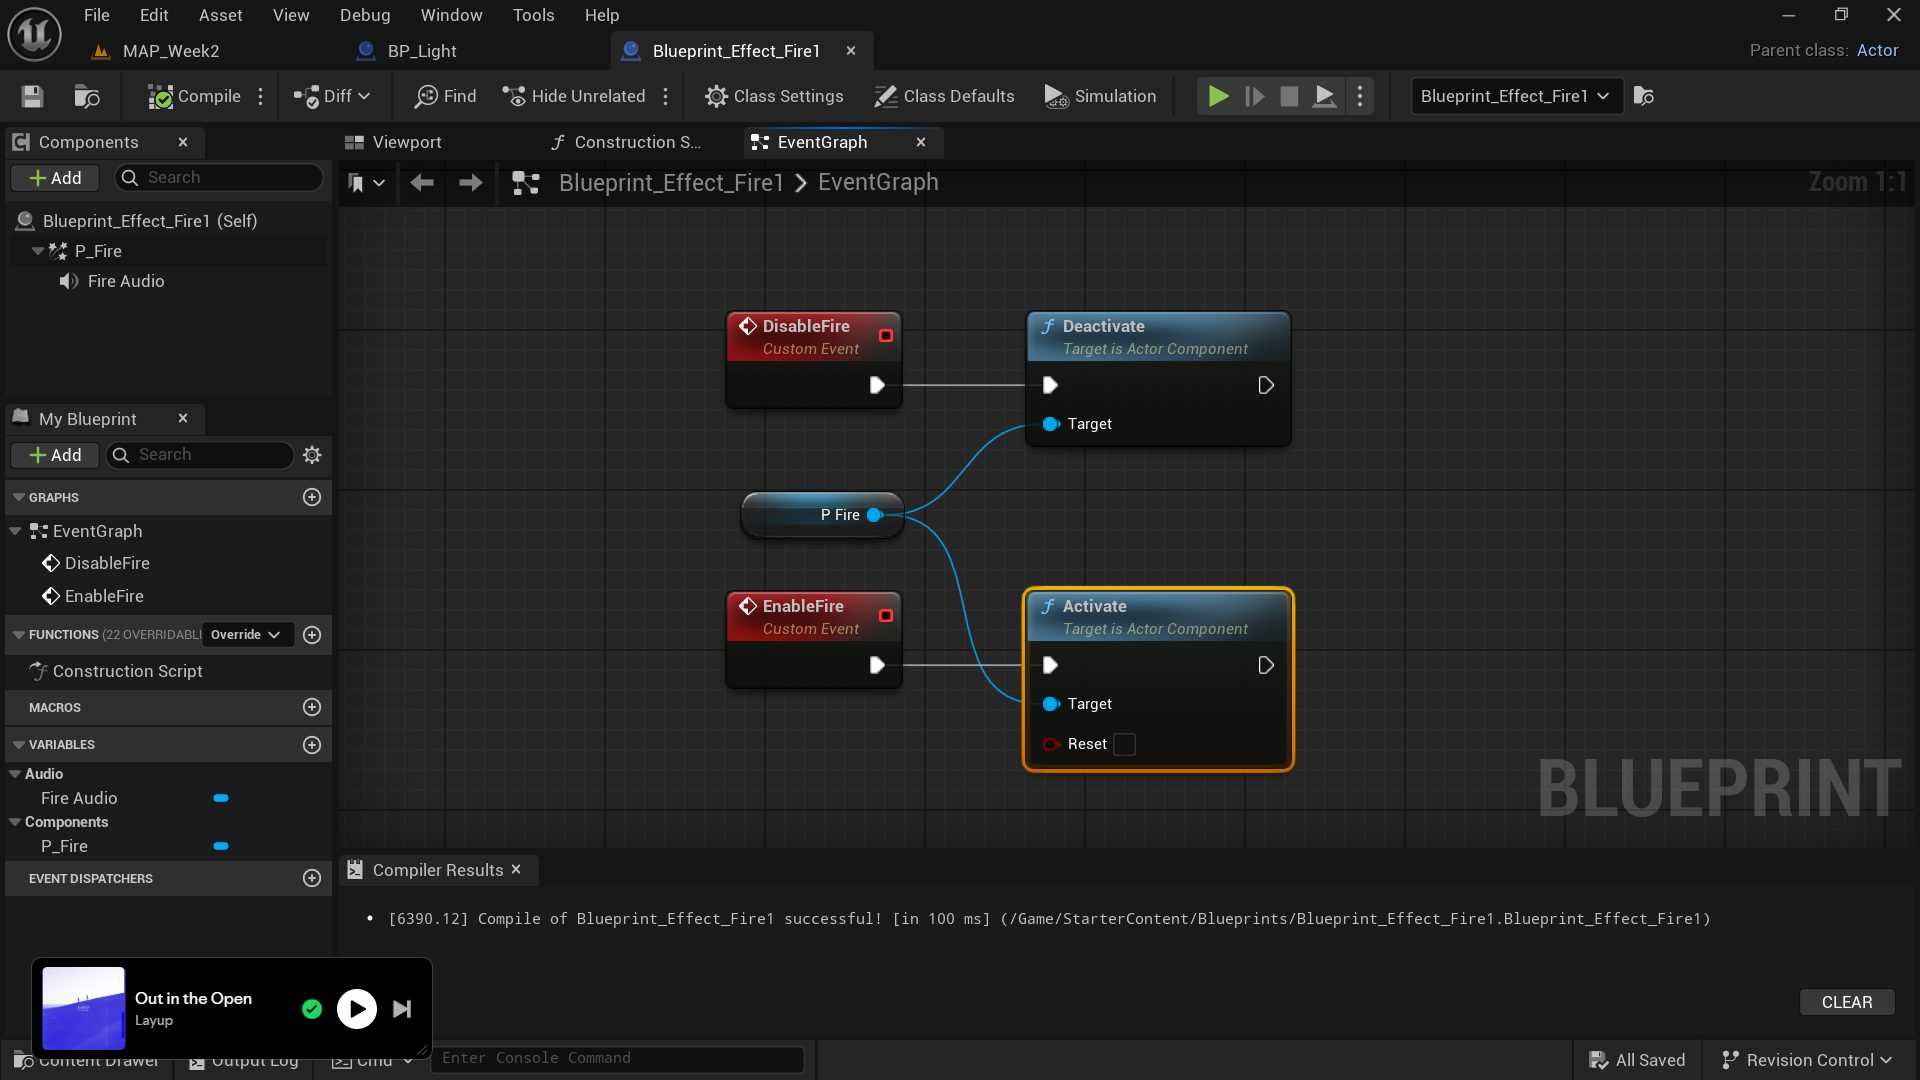 File Edit Asset View Debug Window Tools Help
MAP_Week2 BP_Light Blueprint_Effect_Fire1 Parent class: Actor
Compile Diff Find Hide Unrelated Class Settings Class Defaults Simulation Blueprint_Effect_Fire1
Components Viewport Construction S... EventGraph
Add Search Blueprint_Effect_Fire1 > EventGraph Zoom 1:1
Blueprint_Effect_Fire1 (Self)
P_Fire
Fire Audio
My Blueprint
Add Search
GRAPHS
EventGraph
DisableFire
EnableFire
FUNCTIONS (22 OVERRIDABL Override
Construction Script
MACROS
VARIABLES
Audio
Fire Audio
Components
P_Fire
EVENT DISPATCHERS
DisableFire
Custom Event
Deactivate
Target is Actor Component
Target
P Fire
EnableFire
Custom Event
Activate
Target is Actor Component
Target
Reset
BLUEPRINT
Compiler Results
• [6390.12] Compile of Blueprint_Effect_Fire1 successful! [in 100 ms] (/Game/StarterContent/Blueprints/Blueprint_Effect_Fire1.Blueprint_Effect_Fire1)
CLEAR
Out in the Open
Layup
Content Drawer Output Log Cmd Enter Console Command All Saved Revision Control